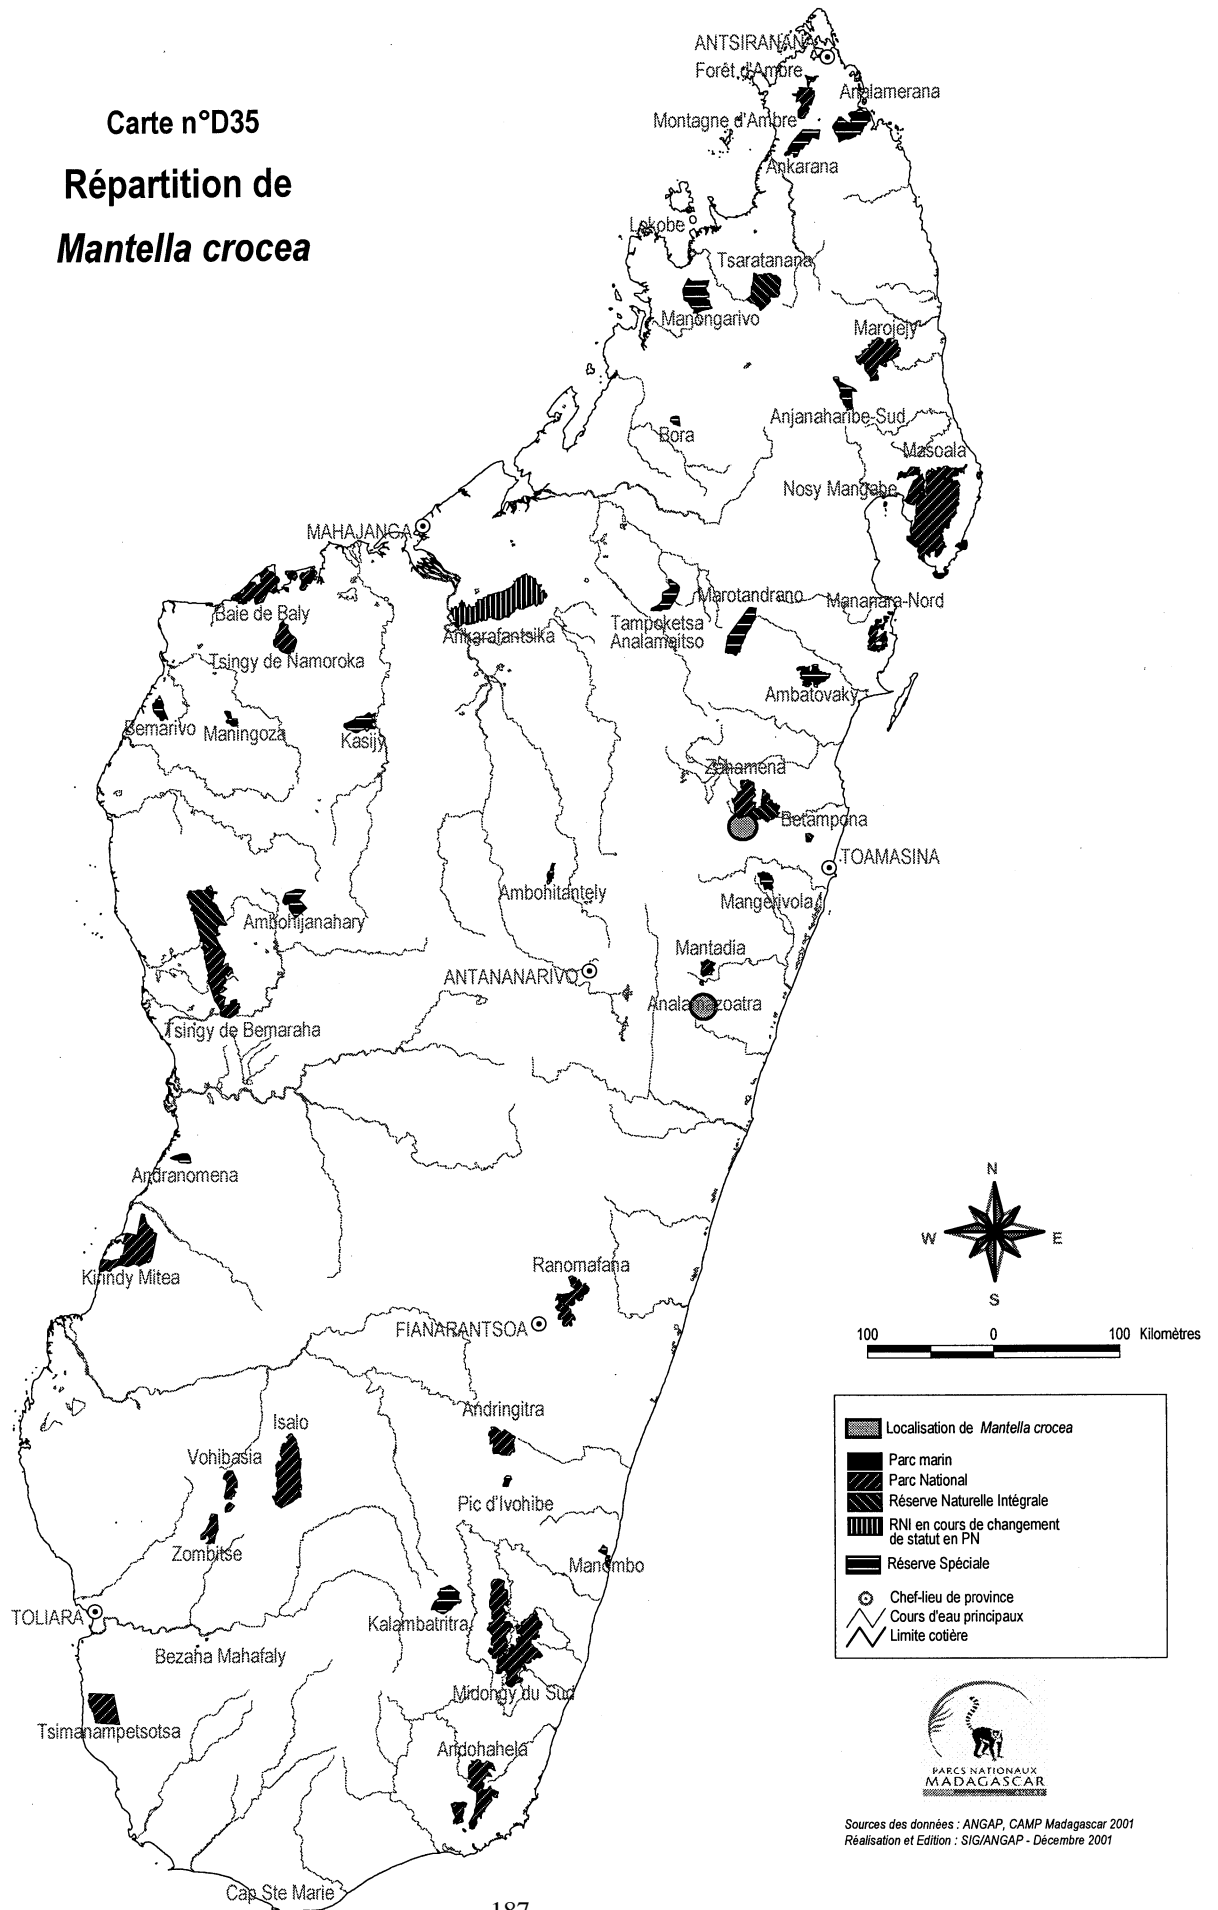 Carte n°D35
Répartition de
Mantella crocea
ANTSIRANANA
Forêt d'Ambre
Analamerana
Montagne d'Ambre
Ankarana
Lokobe
Tsaratanana
Manongarivo
Marojejy
Anjanaharibe-Sud
Bora
Masoala
Nosy Mangabe
MAHAJANGA
Baie de Baly
Ankarafantsika
Tampoketsa
Analamaitso
Marotandrano
Mananara-Nord
Tsingy de Namoroka
Ambatovaky
Bemarivo
Maningoza
Kasijy
Zahamena
Betampona
TOAMASINA
Ambohitantely
Mangerivola
Ambohijanahary
Mantadia
ANTANANARIVO
Analamazoatra
Tsingy de Bemaraha
Andranomena
N
W
E
S
Kirindy Mitea
Ranomafana
FIANARANTSOA
100
0
100 Kilomètres
Andringitra
Isalo
Vohibasia
Pic d'Ivohibe
Zombitse
Manombo
TOLIARA
Kalambatritra
Bezaha Mahafaly
Midongy du Sud
Tsimanampetsotsa
Andohahela
Cap Ste Marie
Localisation de Mantella crocea
Parc marin
Parc National
Réserve Naturelle Intégrale
RNI en cours de changement
de statut en PN
Réserve Spéciale
Chef-lieu de province
Cours d'eau principaux
Limite cotière
PARCS NATIONAUX
MADAGASCAR
Sources des données : ANGAP, CAMP Madagascar 2001
Réalisation et Edition : SIG/ANGAP - Décembre 2001
187